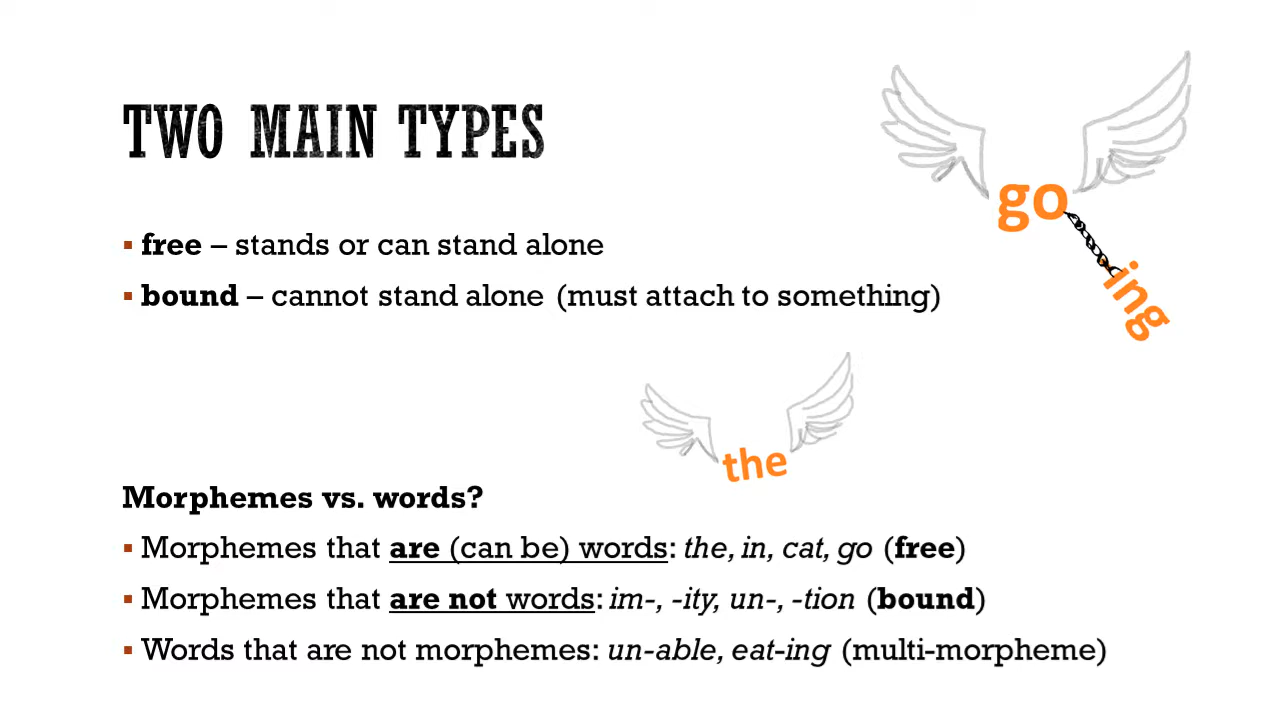 TWO MAIN TYPES
go
ing
▪ free – stands or can stand alone
▪ bound – cannot stand alone (must attach to something)
the
Morphemes vs. words?
▪ Morphemes that are (can be) words: the, in, cat, go (free)
▪ Morphemes that are not words: im-, -ity, un-, -tion (bound)
▪ Words that are not morphemes: un-able, eat-ing (multi-morpheme)